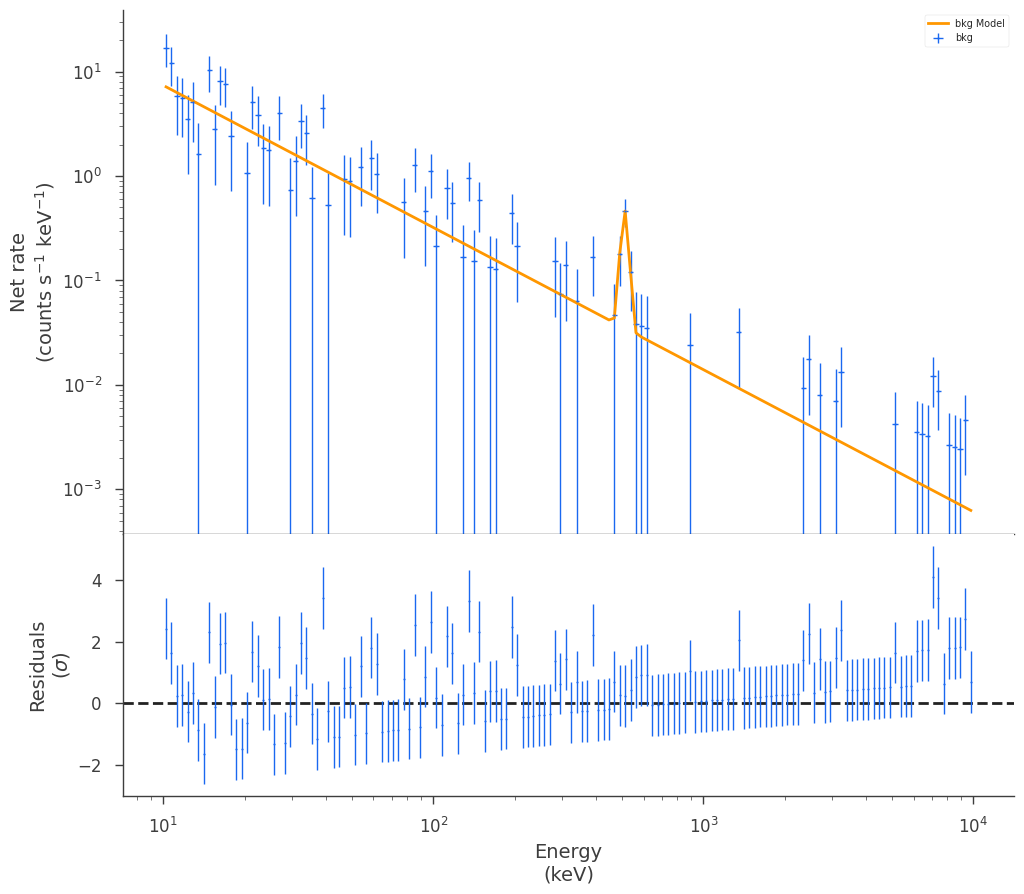 bkg Model
bkg
Net rate
(counts s⁻¹ keV⁻¹)
10¹
10⁰
10⁻¹
10⁻²
10⁻³
Residuals
(σ)
4
2
0
−2
10¹ 10² 10³ 10⁴
Energy
(keV)